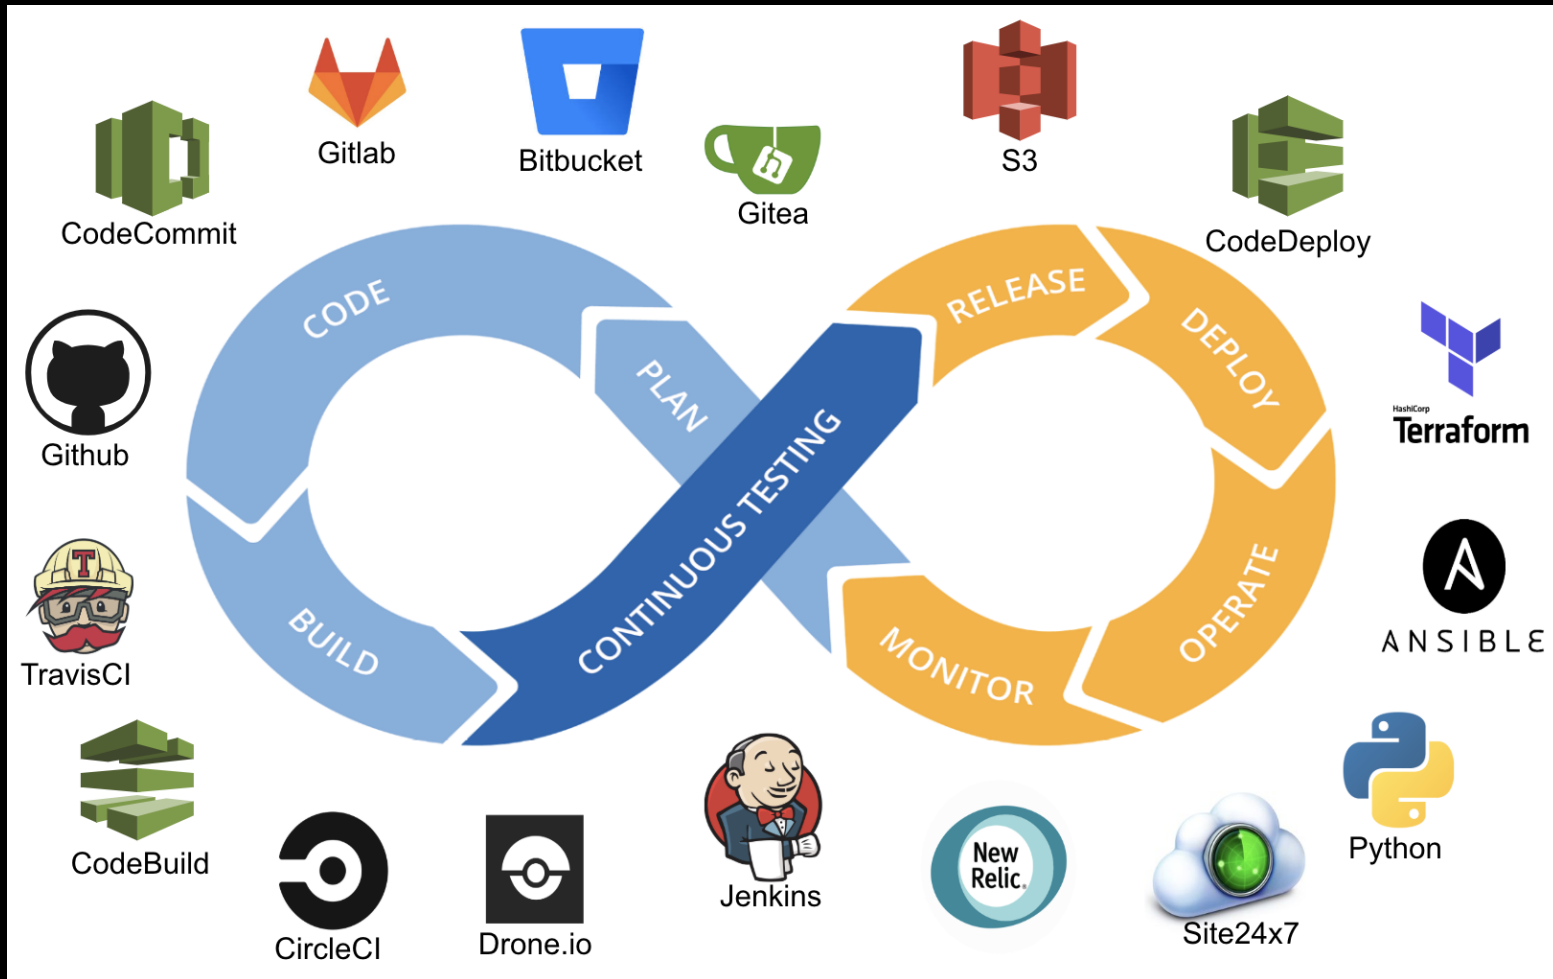 Gitlab
Bitbucket
S3
Gitea
CodeCommit
CodeDeploy
CODE
RELEASE
DEPLOY
PLAN
HashiCorp
Terraform
Github
CONTINUOUS TESTING
T
BUILD
MONITOR
OPERATE
ANSIBLE
TravisCI
CodeBuild
Jenkins
New
Relic.
Python
CircleCI
Drone.io
Site24x7